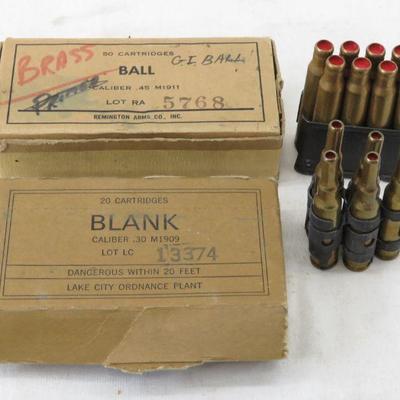 50 CARTRIDGES
BRASS
BALL
G.I. BALL
PRIMED
CALIBER .45 M1911
LOT RA 5768
REMINGTON ARMS CO., INC.
20 CARTRIDGES
BLANK
CALIBER .30 M1909
LOT LC 13374
DANGEROUS WITHIN 20 FEET
LAKE CITY ORDNANCE PLANT